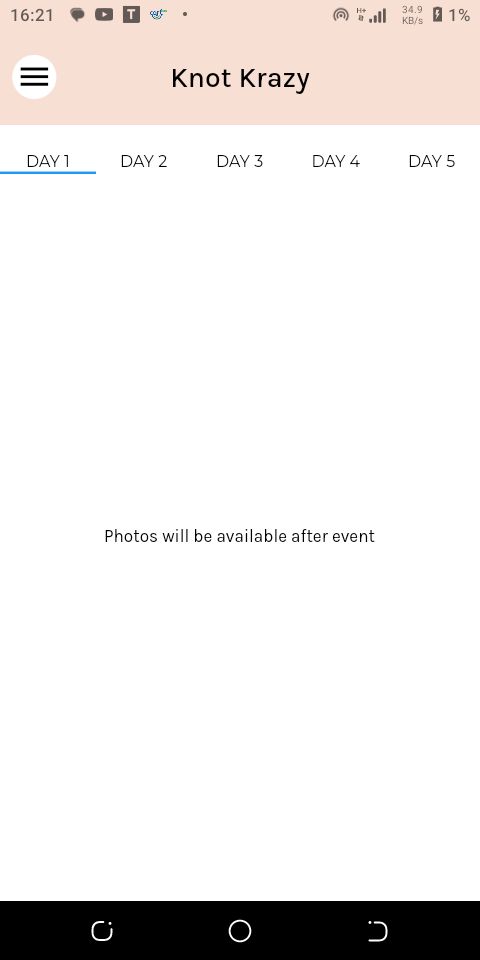 16:21 T H+ 34.9 KB/s 1%
Knot Krazy
DAY 1 DAY 2 DAY 3 DAY 4 DAY 5
Photos will be available after event